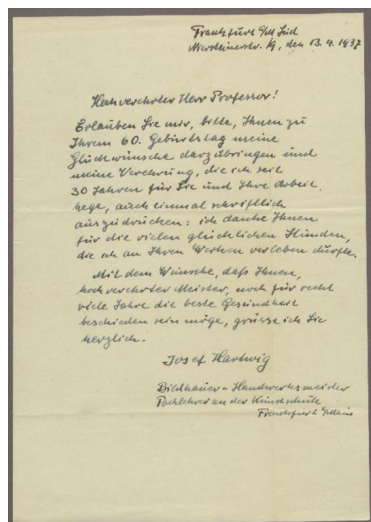 Frankfurt a/M Süd
Niersteinerstr. 19, den 13.4.1937
Hochverehrter Herr Professor!
Erlauben Sie mir, bitte, Ihnen zu
Ihrem 60. Geburtstag meine
Glückwünsche darzubringen und
meine Verehrung, die ich seit
30 Jahren für Sie und Ihre Arbeit
hege, auch einmal schriftlich
auszudrücken: ich danke Ihnen
für die vielen glücklichen Stunden,
die ich an Ihren Werken verleben durfte.
Mit dem Wunsche, daß Ihnen,
hochverehrter Meister, noch für recht
viele Jahre die beste Gesundheit
beschieden sein möge, grüsse ich Sie
herzlich.
Josef Hartwig
Bildhauer - Handwerksmeister
Fachlehrer an der Kunstschule
Frankfurt a/Main